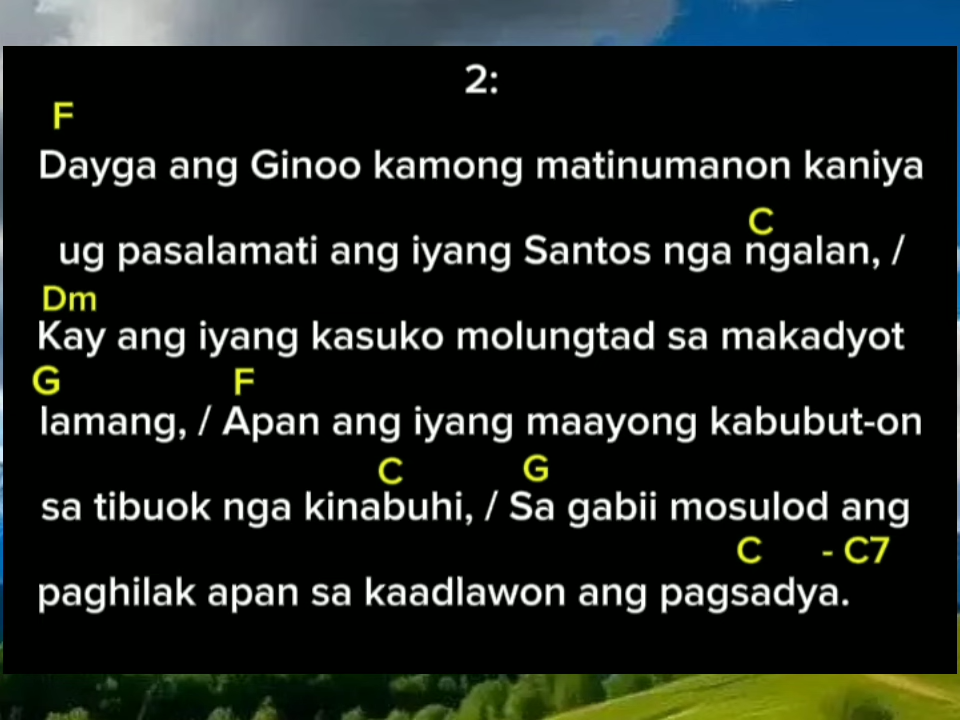 2:
F
Dayga ang Ginoo kamong matinumanon kaniya
C
ug pasalamati ang iyang Santos nga ngalan, /
Dm
Kay ang iyang kasuko molungtad sa makadyot
G F
lamang, / Apan ang iyang maayong kabubut-on
C G
sa tibuok nga kinabuhi, / Sa gabii mosulod ang
C - C7
paghilak apan sa kaadlawon ang pagsadya.